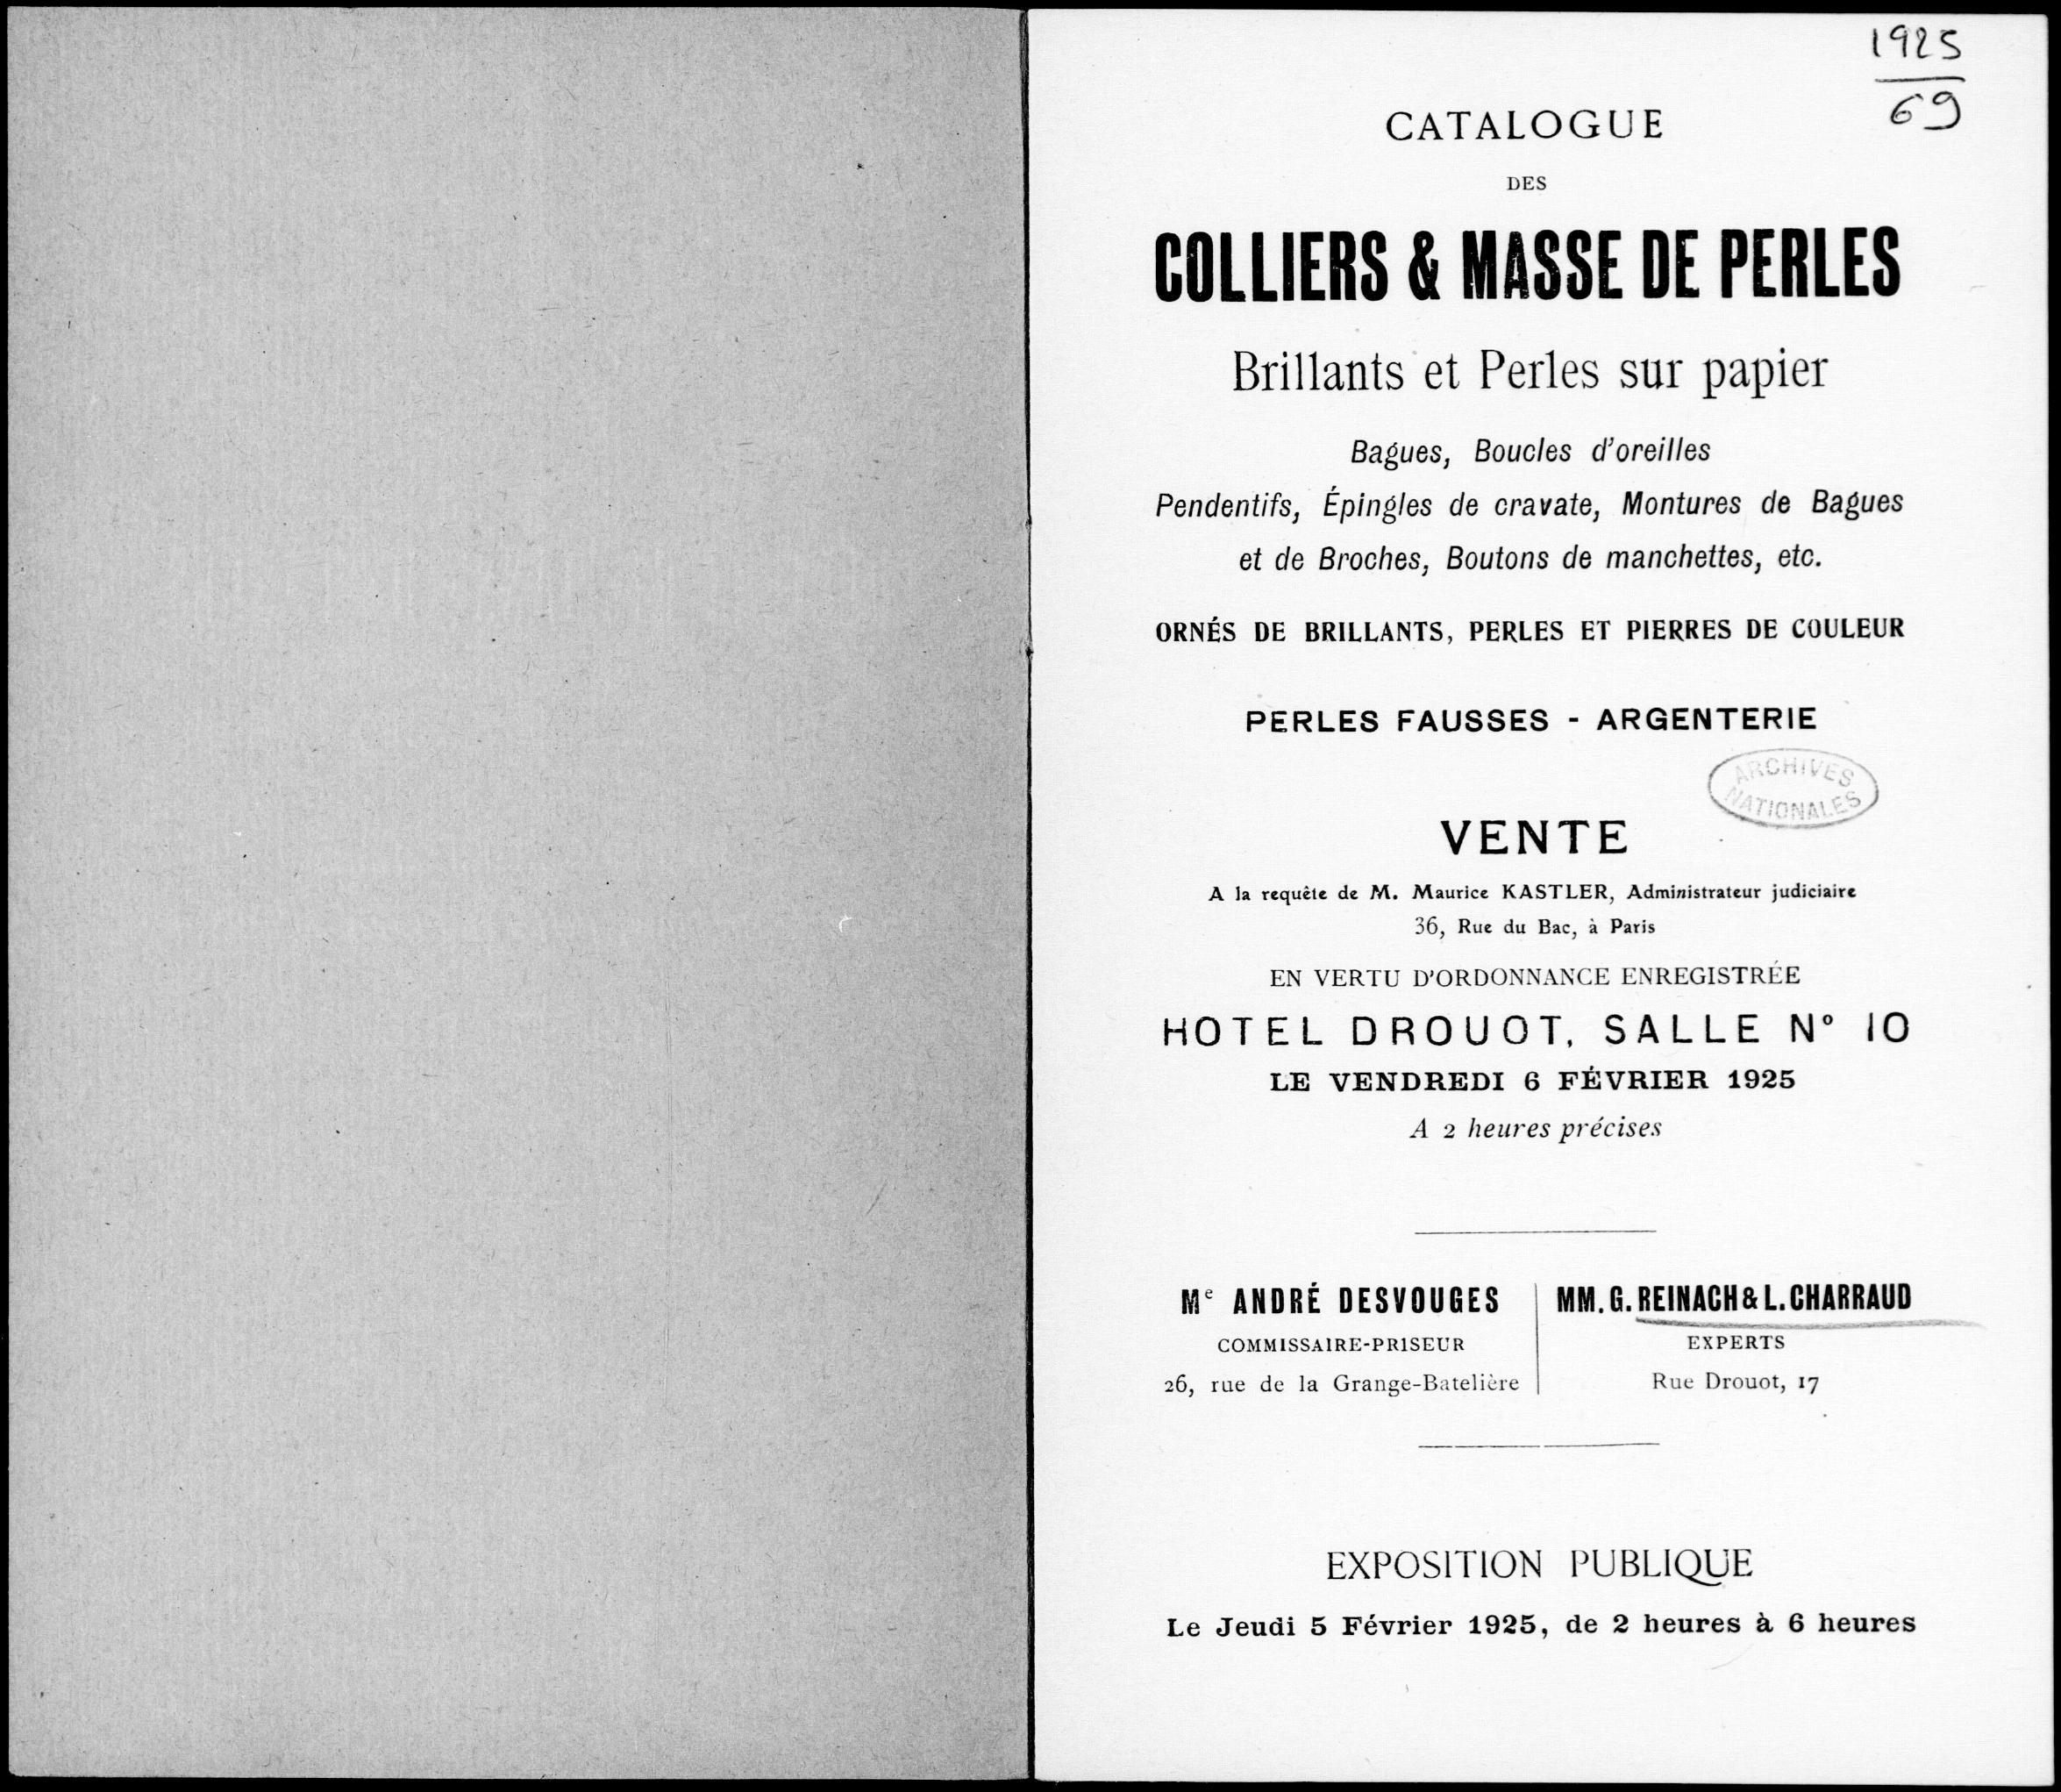 1925
69
CATALOGUE
DES
COLLIERS & MASSE DE PERLES
Brillants et Perles sur papier
Bagues, Boucles d'oreilles
Pendentifs, Épingles de cravate, Montures de Bagues
et de Broches, Boutons de manchettes, etc.
ORNÉS DE BRILLANTS, PERLES ET PIERRES DE COULEUR
PERLES FAUSSES - ARGENTERIE
ARCHIVES
NATIONALES
VENTE
A la requête de M. Maurice KASTLER, Administrateur judiciaire
36, Rue du Bac, à Paris
EN VERTU D'ORDONNANCE ENREGISTRÉE
HOTEL DROUOT, SALLE N° 10
LE VENDREDI 6 FÉVRIER 1925
A 2 heures précises
Me ANDRÉ DESVOUGES
COMMISSAIRE-PRISEUR
26, rue de la Grange-Batelière
MM. G. REINACH & L. CHARRAUD
EXPERTS
Rue Drouot, 17
EXPOSITION PUBLIQUE
Le Jeudi 5 Février 1925, de 2 heures à 6 heures